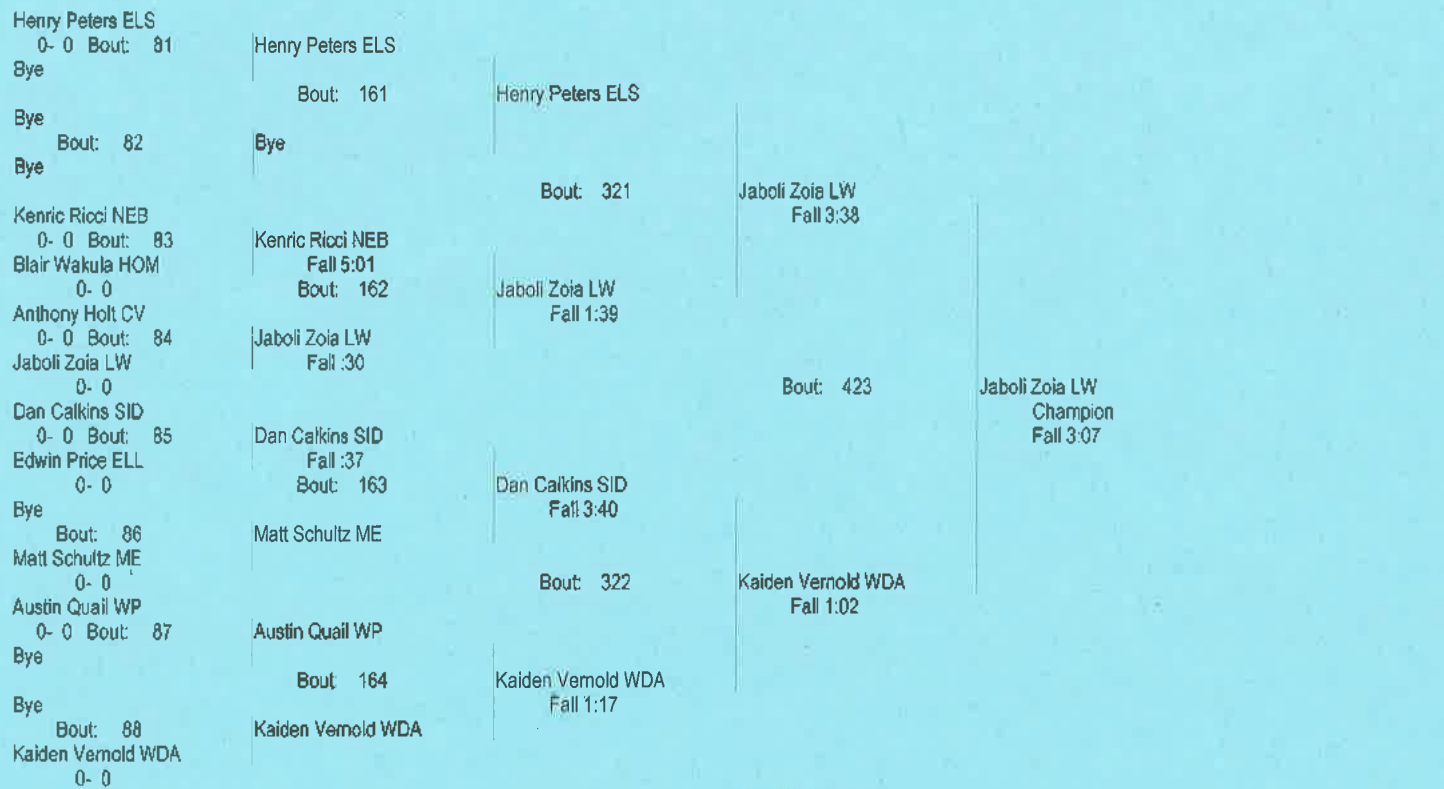 Henry Peters ELS
0- 0 Bout: 81
Bye
Bye
Bout: 82
Bye
Kenric Ricci NEB
0- 0 Bout: 83
Blair Wakula HOM
0- 0
Anthony Holt CV
0- 0 Bout: 84
Jaboli Zoia LW
0- 0
Dan Calkins SID
0- 0 Bout: 85
Edwin Price ELL
0- 0
Bye
Bout: 86
Matt Schultz ME
0- 0
Austin Quail WP
0- 0 Bout: 87
Bye
Bye
Bout: 88
Kaiden Vernold WDA
0- 0
Henry Peters ELS
Bout: 161
Bye
Kenric Ricci NEB
Fall 5:01
Bout: 162
Jaboli Zoia LW
Fall :30
Dan Calkins SID
Fall :37
Bout: 163
Matt Schultz ME
Austin Quail WP
Bout: 164
Kaiden Vernold WDA
Henry Peters ELS
Bout: 321
Jaboli Zoia LW
Fall 1:39
Dan Calkins SID
Fall 3:40
Bout: 322
Kaiden Vernold WDA
Fall 1:17
Jaboli Zoia LW
Fall 3:38
Bout: 423
Kaiden Vernold WDA
Fall 1:02
Jaboli Zoia LW
Champion
Fall 3:07